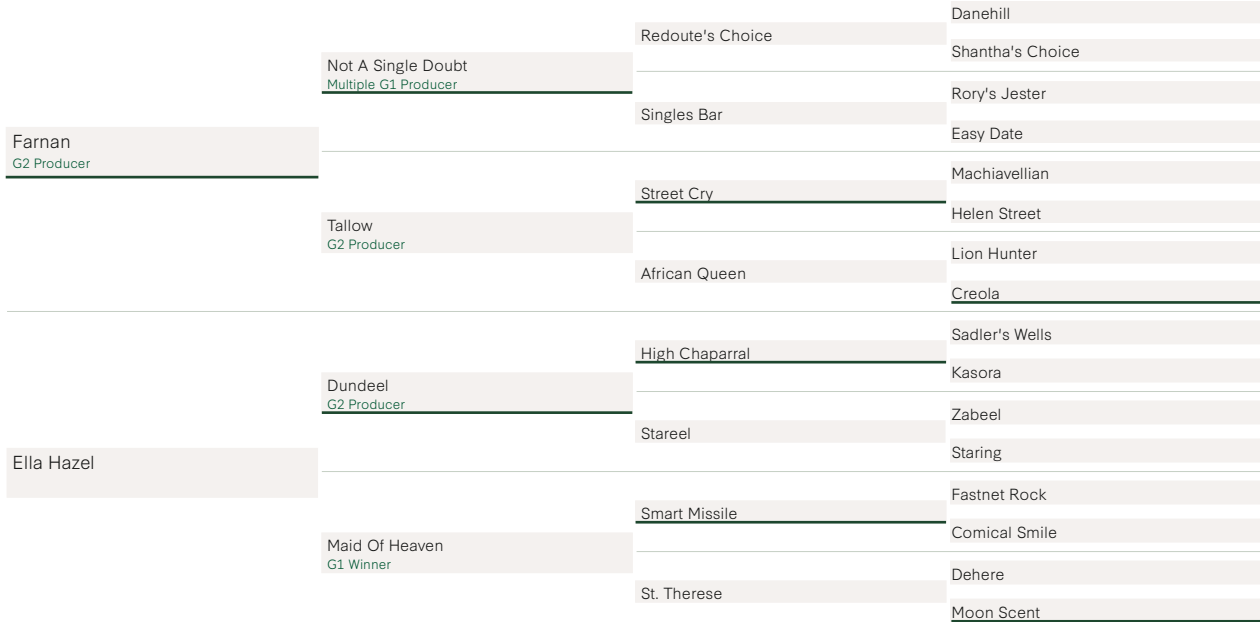 Farnan
G2 Producer
Ella Hazel
Not A Single Doubt
Multiple G1 Producer
Tallow
G2 Producer
Dundeel
G2 Producer
Maid Of Heaven
G1 Winner
Redoute's Choice
Singles Bar
Street Cry
African Queen
High Chaparral
Stareel
Smart Missile
St. Therese
Danehill
Shantha's Choice
Rory's Jester
Easy Date
Machiavellian
Helen Street
Lion Hunter
Creola
Sadler's Wells
Kasora
Zabeel
Staring
Fastnet Rock
Comical Smile
Dehere
Moon Scent